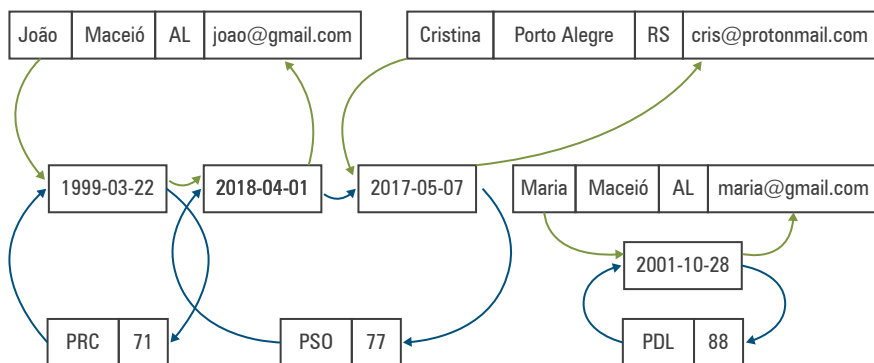 João Maceió AL joao@gmail.com Cristina Porto Alegre RS cris@protonmail.com
1999-03-22 2018-04-01 2017-05-07 Maria Maceió AL maria@gmail.com
2001-10-28
PRC 71 PSO 77 PDL 88